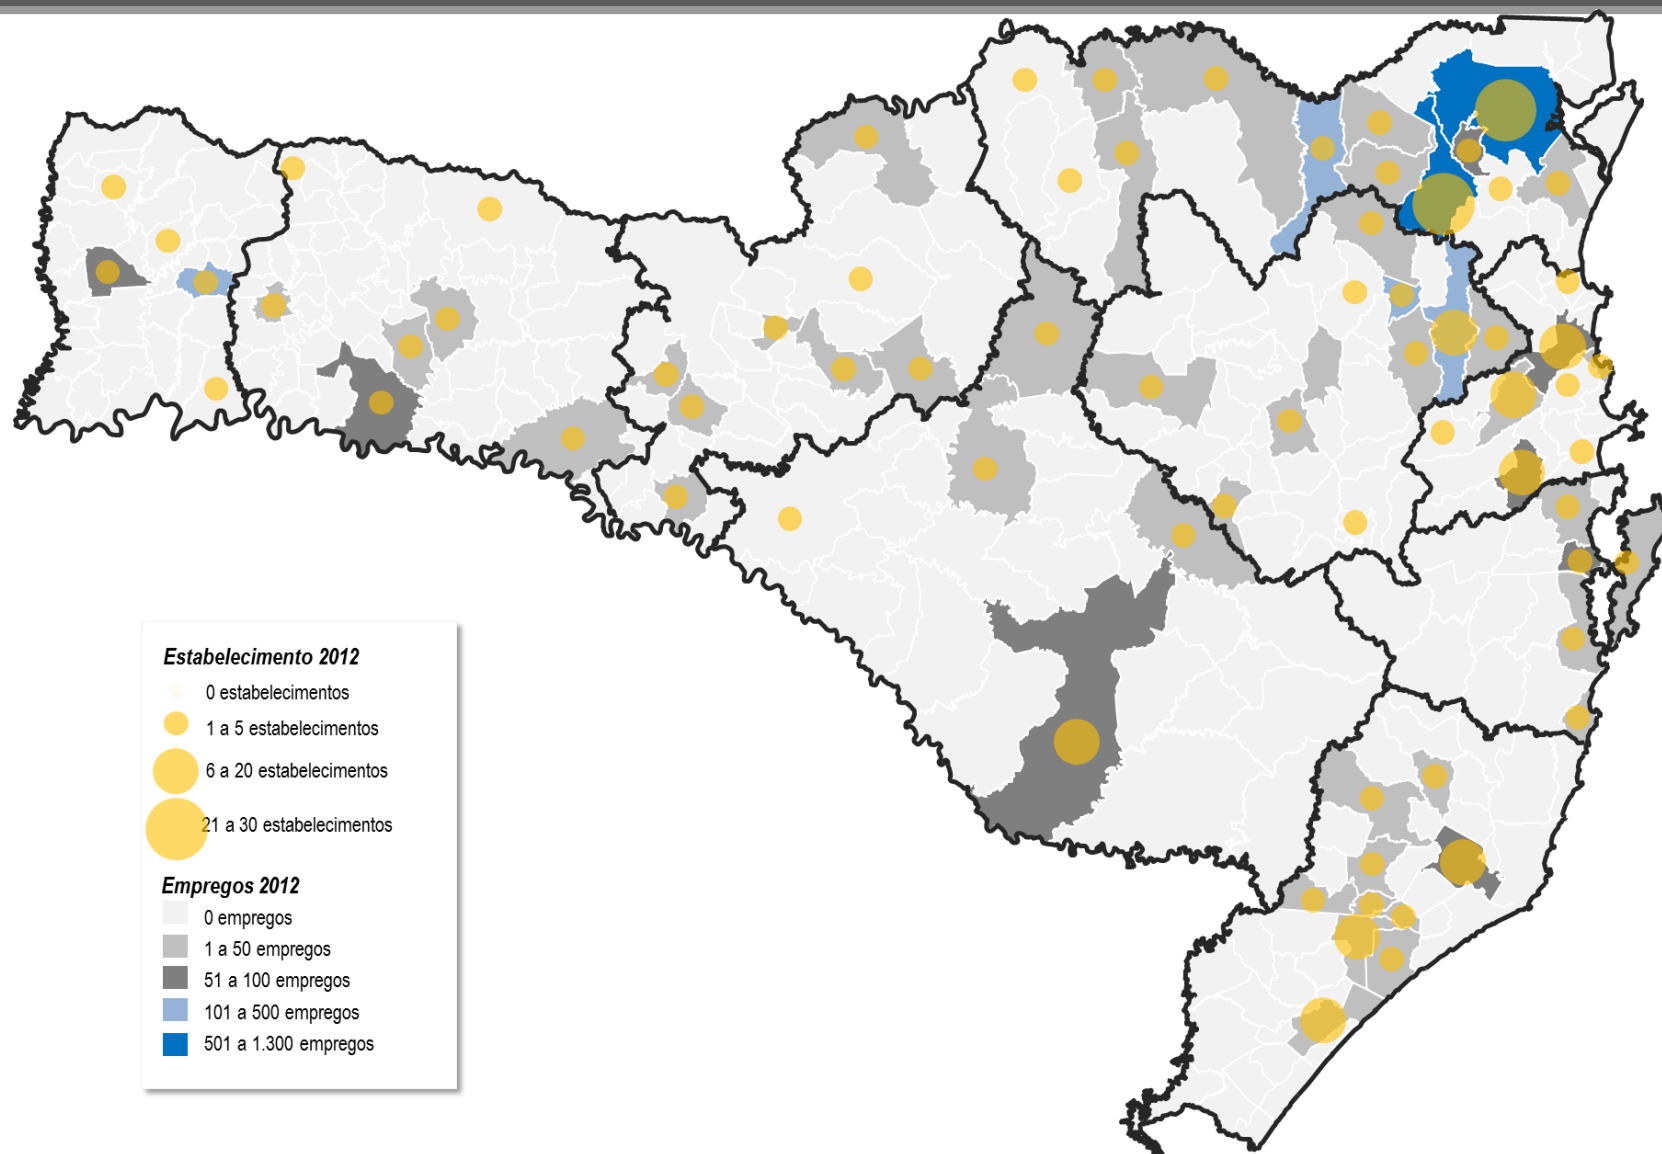 Estabelecimento 2012
0 estabelecimentos
1 a 5 estabelecimentos
6 a 20 estabelecimentos
21 a 30 estabelecimentos
Empregos 2012
0 empregos
1 a 50 empregos
51 a 100 empregos
101 a 500 empregos
501 a 1.300 empregos